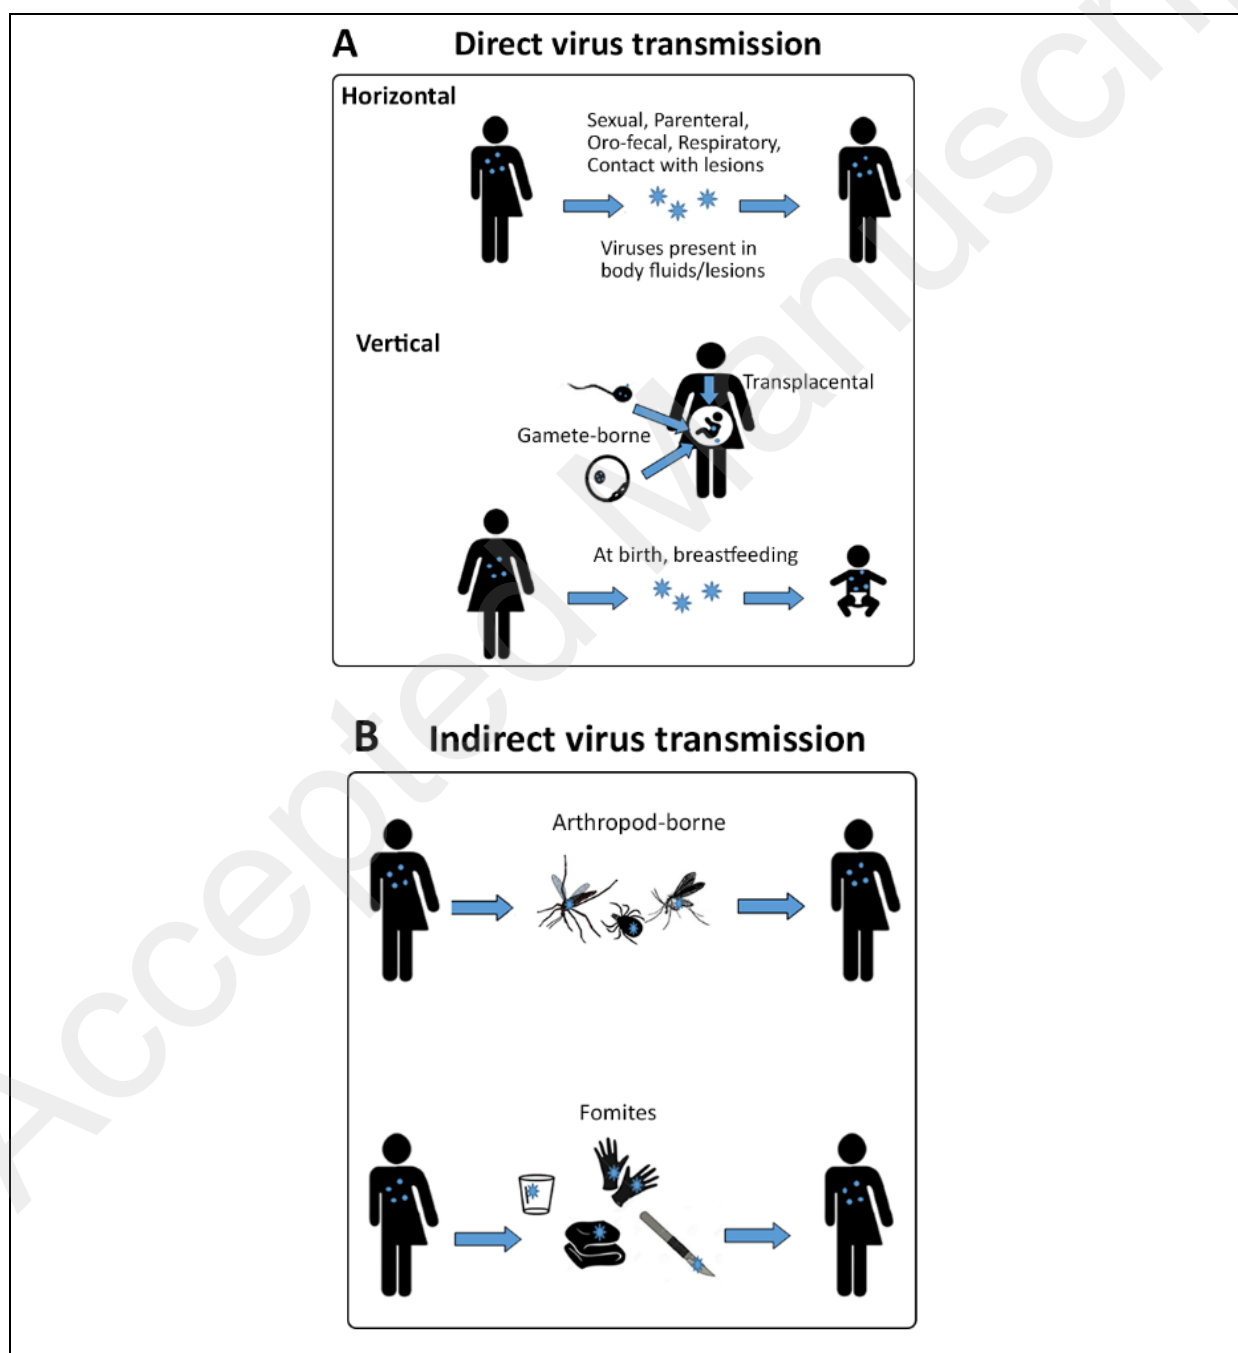 A Direct virus transmission
Horizontal
Sexual, Parenteral,
Oro-fecal, Respiratory,
Contact with lesions
Viruses present in
body fluids/lesions
Vertical
Transplacental
Gamete-borne
At birth, breastfeeding
B Indirect virus transmission
Arthropod-borne
Fomites
Accepted Manuscri